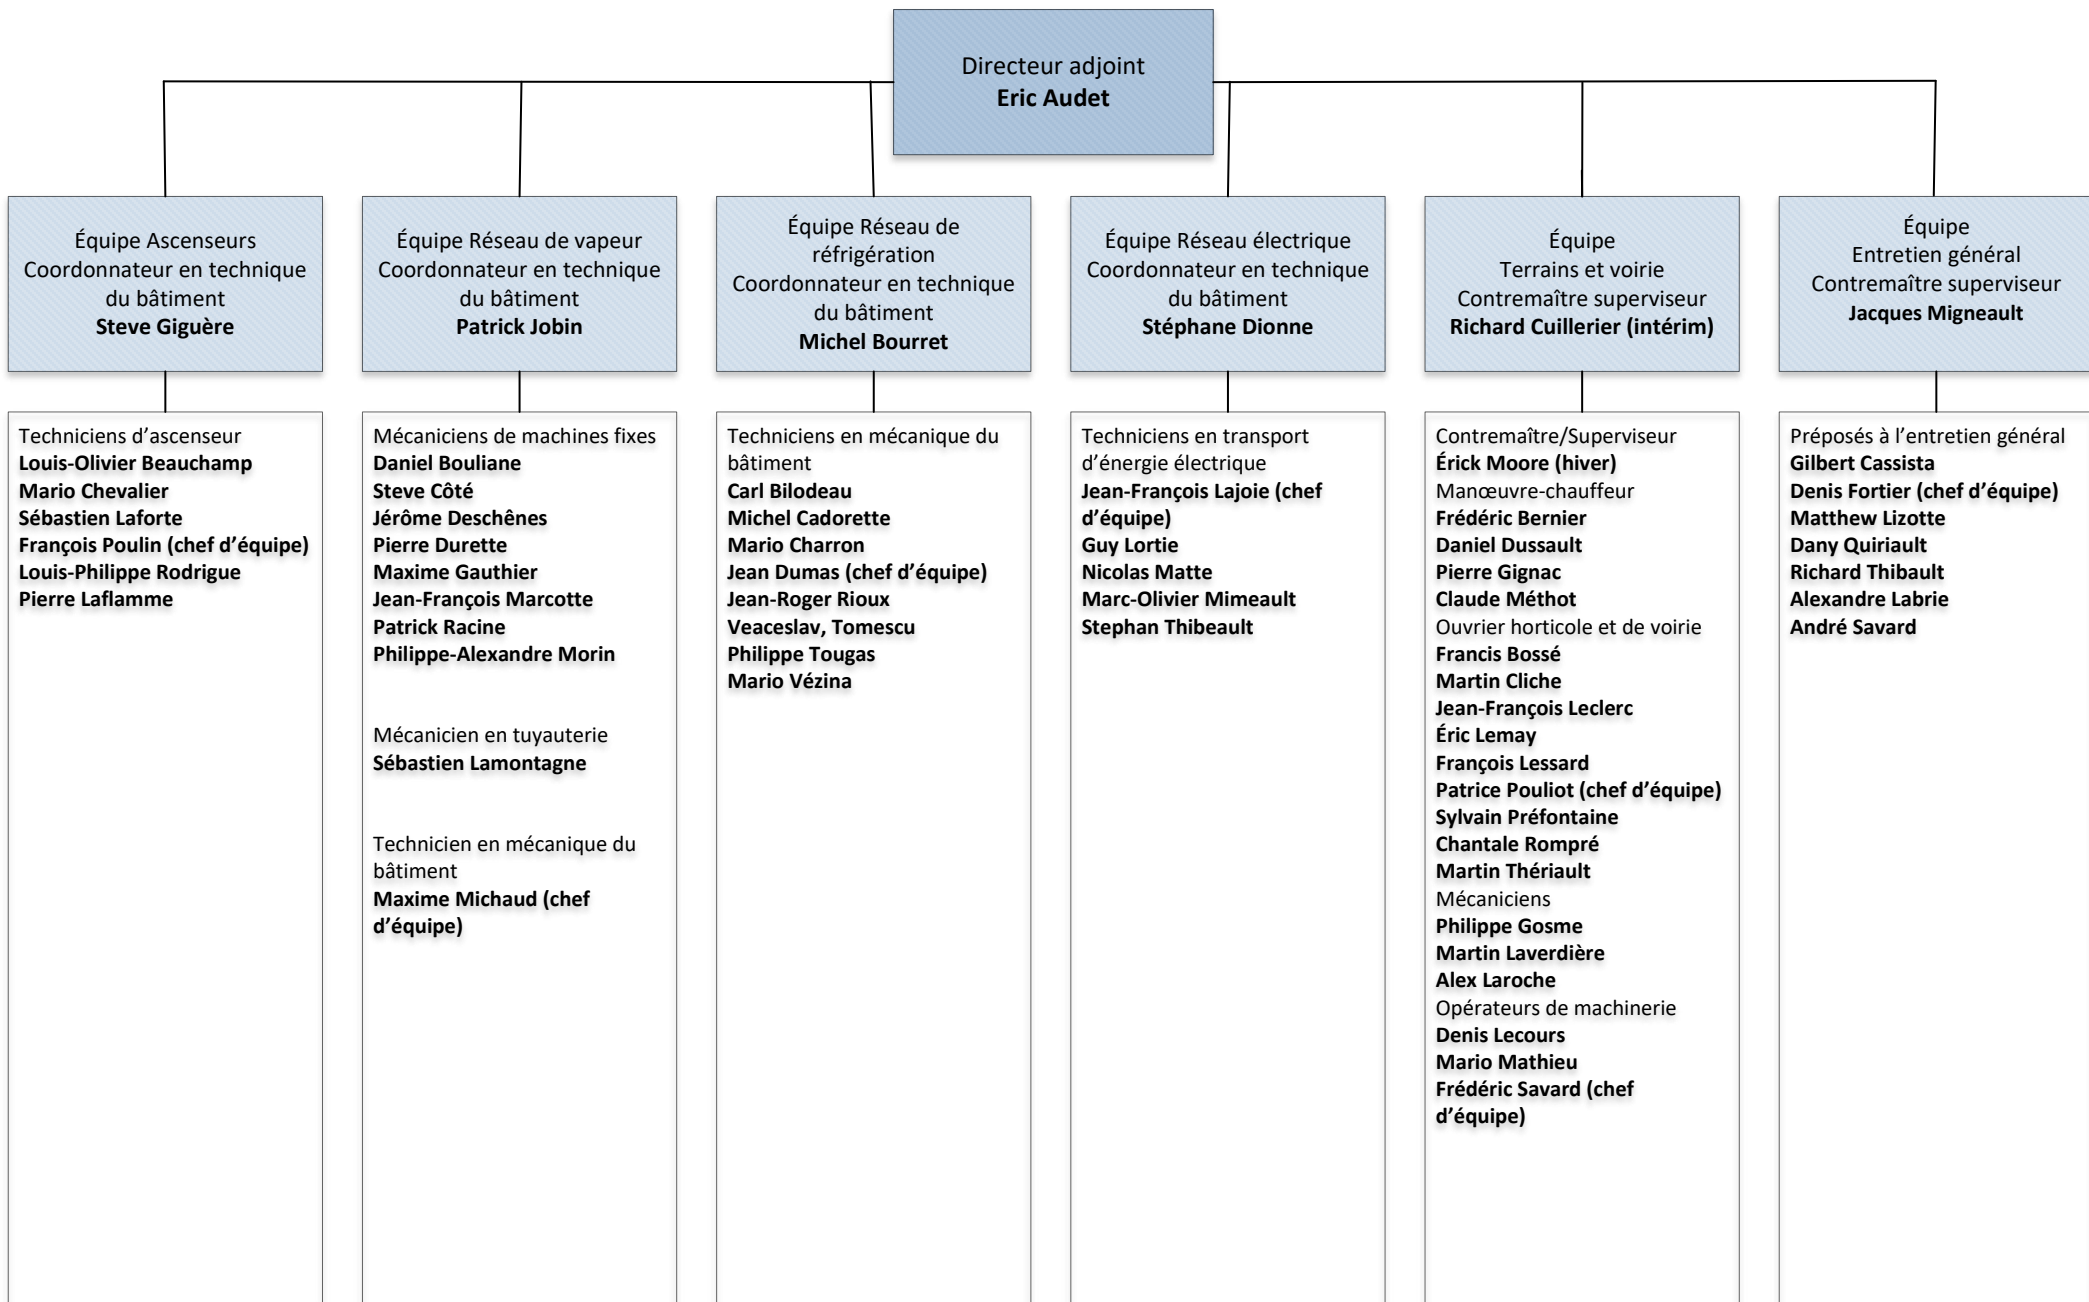 Directeur adjoint
Eric Audet
Équipe Ascenseurs
Coordonnateur en technique
du bâtiment
Steve Giguère
Équipe Réseau de vapeur
Coordonnateur en technique
du bâtiment
Patrick Jobin
Équipe Réseau de
réfrigération
Coordonnateur en technique
du bâtiment
Michel Bourret
Équipe Réseau électrique
Coordonnateur en technique
du bâtiment
Stéphane Dionne
Équipe
Terrains et voirie
Contremaître superviseur
Richard Cuillerier (intérim)
Équipe
Entretien général
Contremaître superviseur
Jacques Migneault
Techniciens d’ascenseur
Louis-Olivier Beauchamp
Mario Chevalier
Sébastien Laforte
François Poulin (chef d’équipe)
Louis-Philippe Rodrigue
Pierre Laflamme
Mécaniciens de machines fixes
Daniel Bouliane
Steve Côté
Jérôme Deschênes
Pierre Durette
Maxime Gauthier
Jean-François Marcotte
Patrick Racine
Philippe-Alexandre Morin
Mécanicien en tuyauterie
Sébastien Lamontagne
Technicien en mécanique du
bâtiment
Maxime Michaud (chef
d’équipe)
Techniciens en mécanique du
bâtiment
Carl Bilodeau
Michel Cadorette
Mario Charron
Jean Dumas (chef d’équipe)
Jean-Roger Rioux
Veaceslav, Tomescu
Philippe Tougas
Mario Vézina
Techniciens en transport
d’énergie électrique
Jean-François Lajoie (chef
d’équipe)
Guy Lortie
Nicolas Matte
Marc-Olivier Mimeault
Stephan Thibeault
Contremaître/Superviseur
Érick Moore (hiver)
Manœuvre-chauffeur
Frédéric Bernier
Daniel Dussault
Pierre Gignac
Claude Méthot
Ouvrier horticole et de voirie
Francis Bossé
Martin Cliche
Jean-François Leclerc
Éric Lemay
François Lessard
Patrice Pouliot (chef d’équipe)
Sylvain Préfontaine
Chantale Rompré
Martin Thériault
Mécaniciens
Philippe Gosme
Martin Laverdière
Alex Laroche
Opérateurs de machinerie
Denis Lecours
Mario Mathieu
Frédéric Savard (chef
d’équipe)
Préposés à l’entretien général
Gilbert Cassista
Denis Fortier (chef d’équipe)
Matthew Lizotte
Dany Quiriault
Richard Thibault
Alexandre Labrie
André Savard